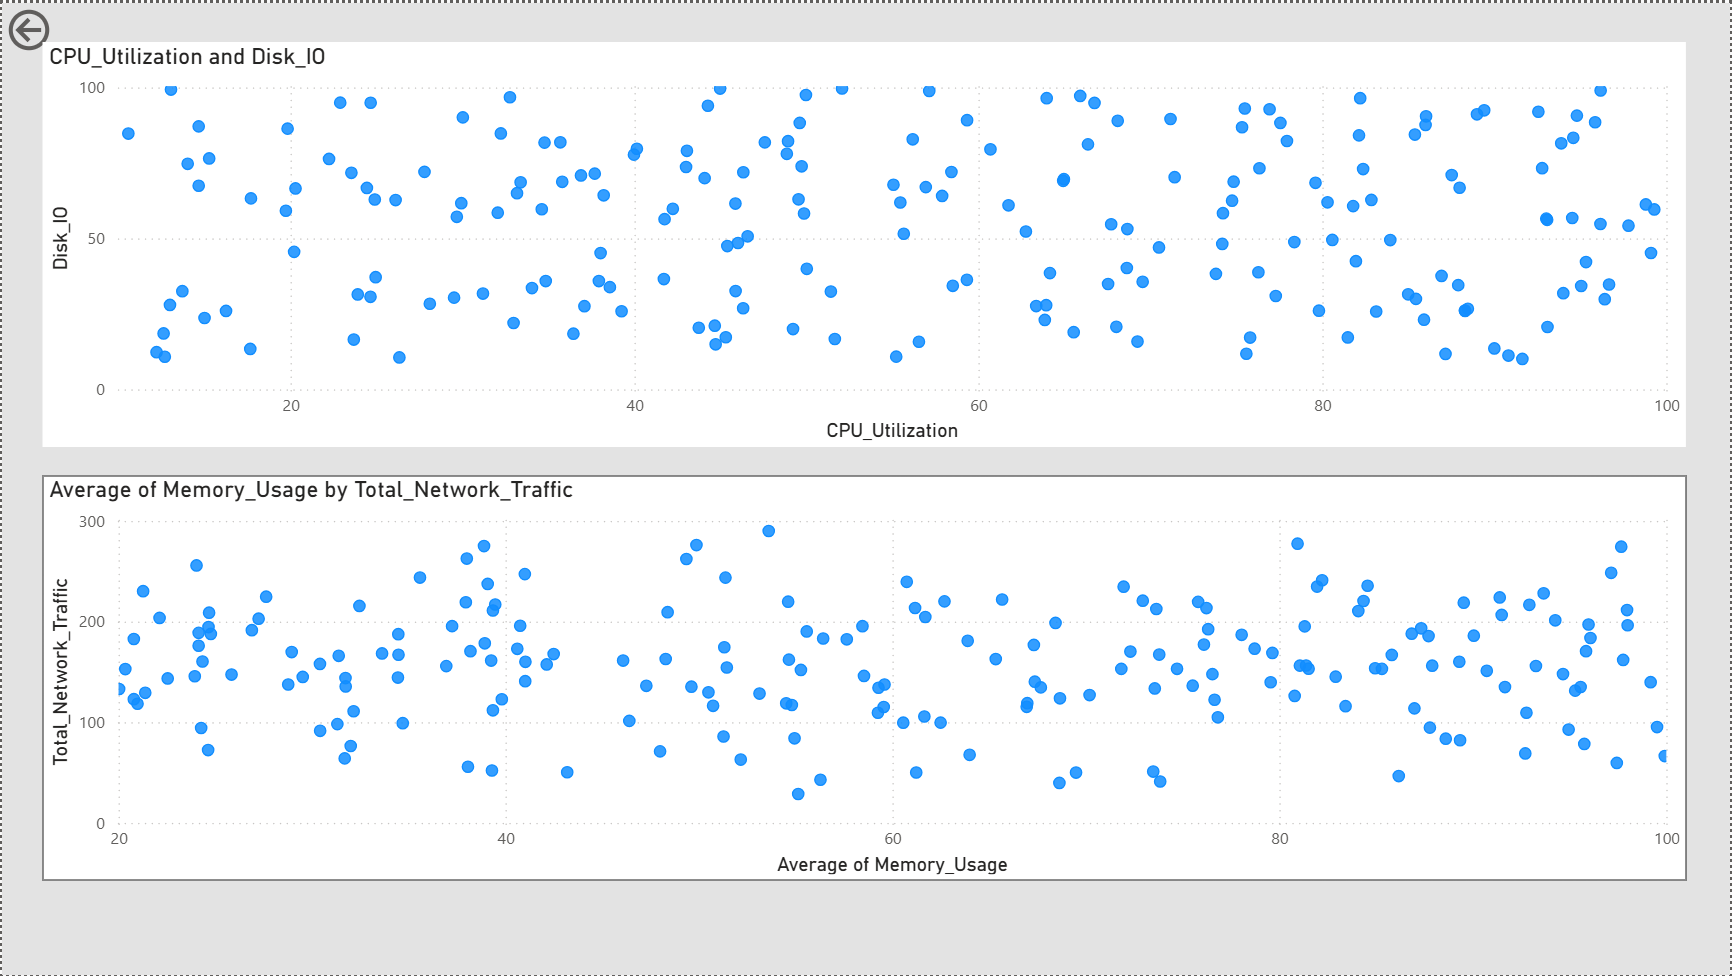 CPU_Utilization and Disk_IO
100
50
0
Disk_IO
20 40 60 80 100
CPU_Utilization
Average of Memory_Usage by Total_Network_Traffic
300
200
100
0
Total_Network_Traffic
20 40 60 80 100
Average of Memory_Usage